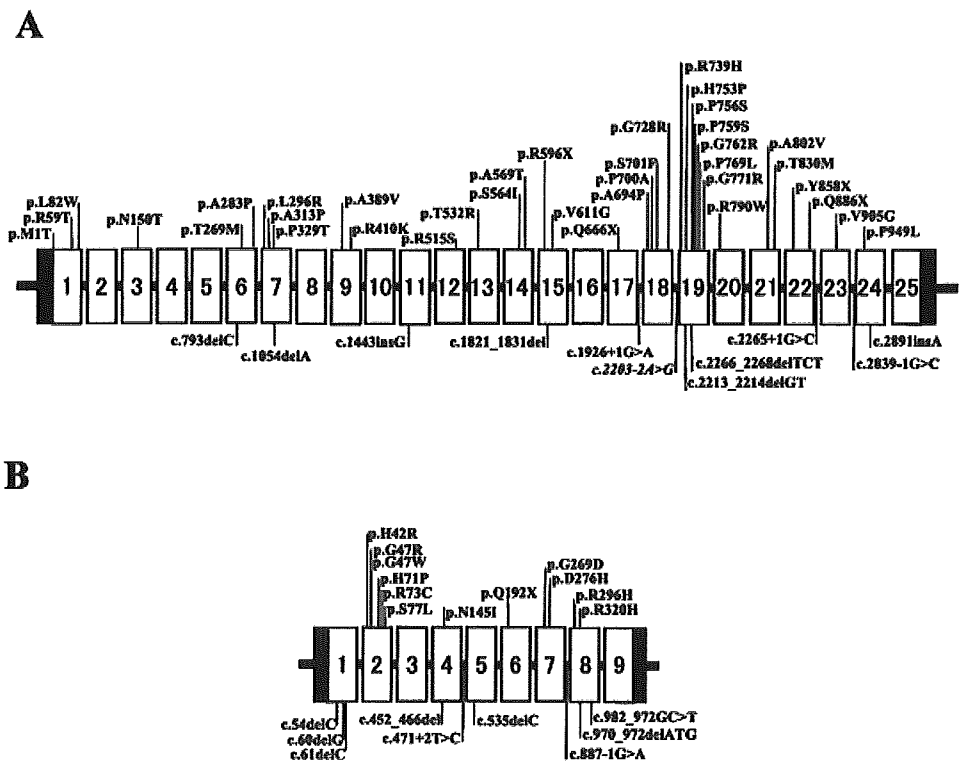 A
p.R739H
p.H753P
p.P756S
p.G728R
p.P759S
p.G762R
p.A802V
p.R596X
p.S701P
p.P769L
p.T830M
p.A569T
p.P700A
p.G771R
p.Y858X
p.L82W
p.A283P
p.L296R
p.A389V
p.S564I
p.A694P
p.Q886X
p.R59T
p.N150T
p.A313P
p.T532R
p.V611G
p.R790W
p.V905G
p.M1T
p.T269M
p.P329T
p.R410K
p.R515S
p.Q666X
p.P949L
1 2 3 4 5 6 7 8 9 10 11 12 13 14 15 16 17 18 19 20 21 22 23 24 25
c.793delC
c.1054delA
c.1443insG
c.1821_1831del
c.1926+1G>A
c.2203-2A>G
c.2265+1G>C
c.2266_2268delTCT
c.2213_2214delGT
c.2891insA
c.2839-1G>C
B
p.H42R
p.G47R
p.G47W
p.H71P
p.R73C
p.S77L
p.N145I
p.Q192X
p.G269D
p.D276H
p.R296H
p.R320H
1 2 3 4 5 6 7 8 9
c.54delC
c.60delG
c.61delC
c.452_466del
c.471+2T>C
c.535delC
c.982_972GC>T
c.970_972delATG
c.887-1G>A